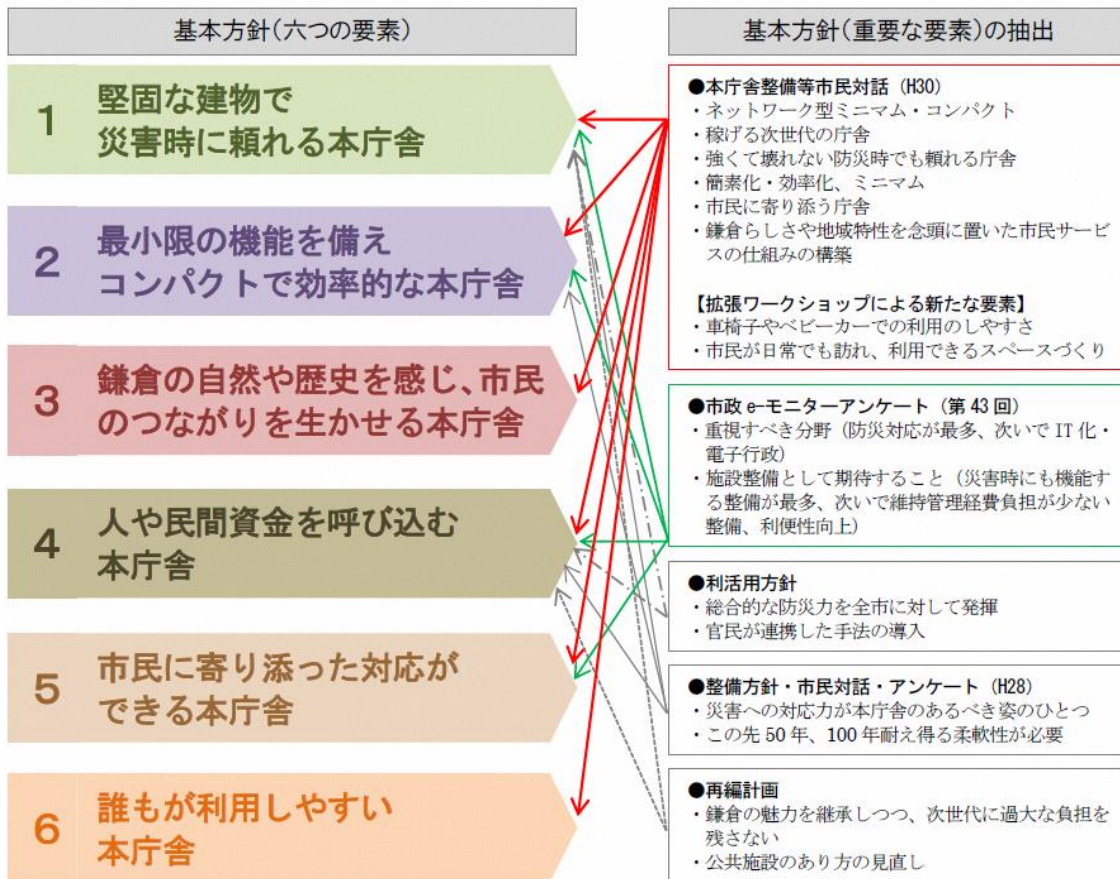 基本方針(六つの要素)
1
堅固な建物で
災害時に頼れる本庁舎
2
最小限の機能を備え
コンパクトで効率的な本庁舎
3
鎌倉の自然や歴史を感じ、市民
のつながりを生かせる本庁舎
4
人や民間資金を呼び込む
本庁舎
5
市民に寄り添った対応が
できる本庁舎
6
誰もが利用しやすい
本庁舎
基本方針(重要な要素)の抽出
●本庁舎整備等市民対話(H30)
・ネットワーク型ミニマム・コンパクト
・稼げる次世代の庁舎
・強くて壊れない防災時でも頼れる庁舎
・簡素化・効率化、ミニマム
・市民に寄り添う庁舎
・鎌倉らしさや地域特性を念頭に置いた市民サービ
スの仕組みの構築
【拡張ワークショップによる新たな要素】
・車椅子やベビーカーでの利用のしやすさ
・市民が日常でも訪れ、利用できるスペースづくり
●市政 e-モニターアンケート(第 43 回)
・重視すべき分野(防災対応が最多、次いで IT 化・
電子行政)
・施設整備として期待すること(災害時にも機能す
る整備が最多、次いで維持管理経費負担が少ない
整備、利便性向上)
●利活用方針
・総合的な防災力を全市に対して発揮
・官民が連携した手法の導入
●整備方針・市民対話・アンケート(H28)
・災害への対応力が本庁舎のあるべき姿のひとつ
・この先 50 年、100 年耐え得る柔軟性が必要
●再編計画
・鎌倉の魅力を継承しつつ、次世代に過大な負担を
残さない
・公共施設のあり方の見直し